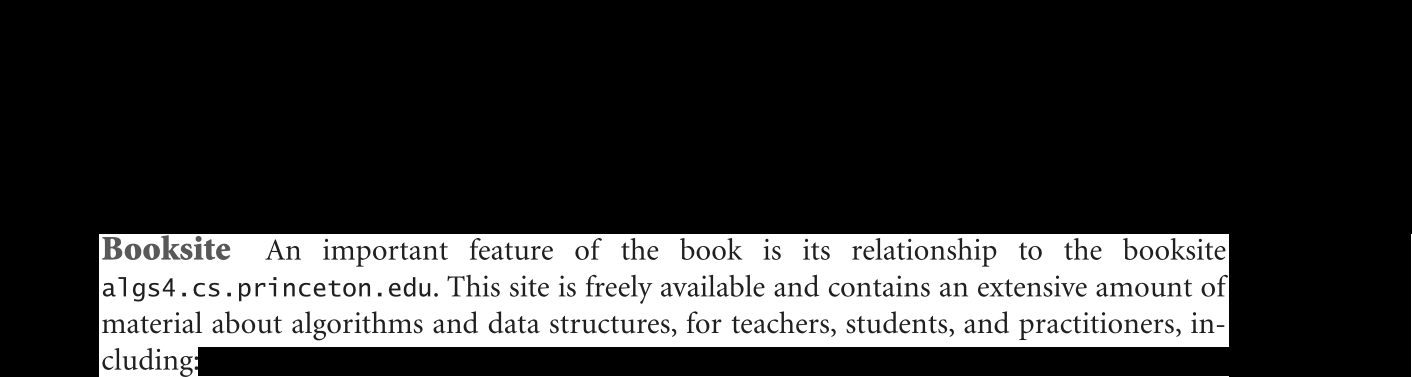 Booksite An important feature of the book is its relationship to the booksite
algs4.cs.princeton.edu. This site is freely available and contains an extensive amount of
material about algorithms and data structures, for teachers, students, and practitioners, in-
cluding: